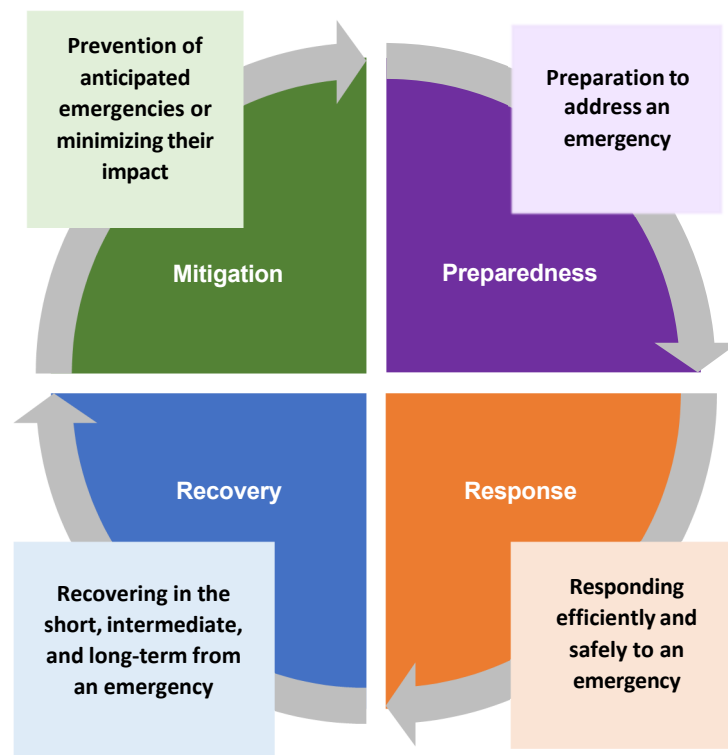 Prevention of
anticipated
emergencies or
minimizing their
impact
Preparation to
address an
emergency
Mitigation
Preparedness
Recovery
Response
Recovering in the
short, intermediate,
and long-term from
an emergency
Responding
efficiently and
safely to an
emergency